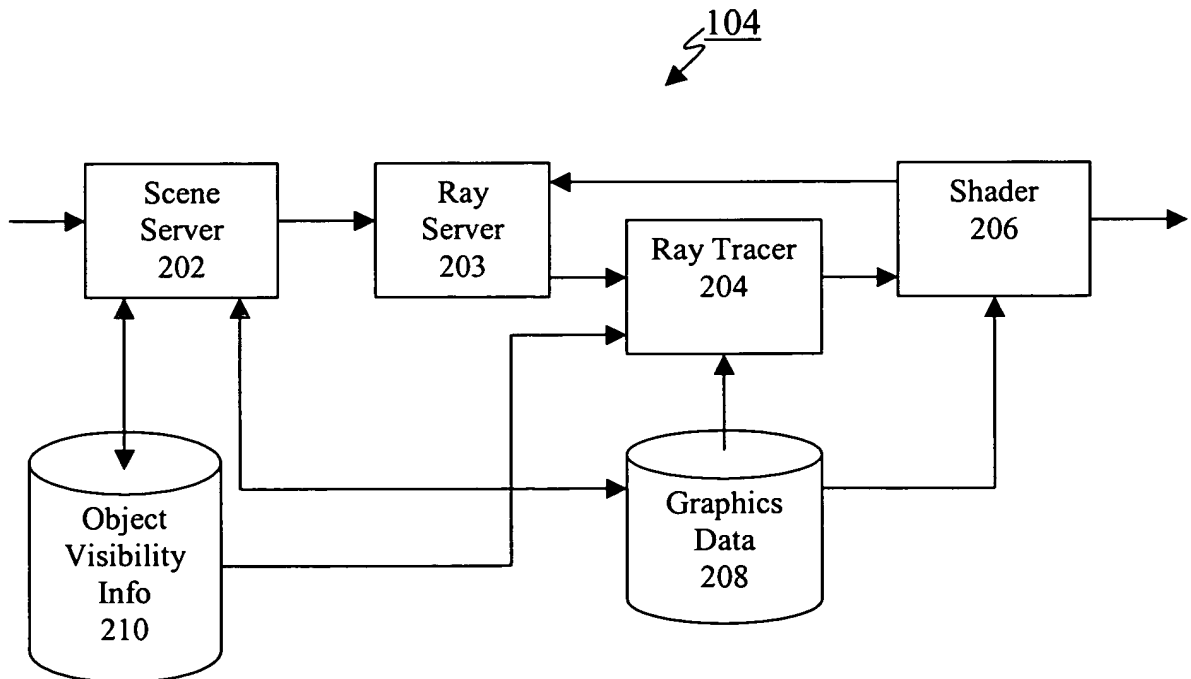 104
Scene
Server
202
Ray
Server
203
Ray Tracer
204
Shader
206
Object
Visibility
Info
210
Graphics
Data
208